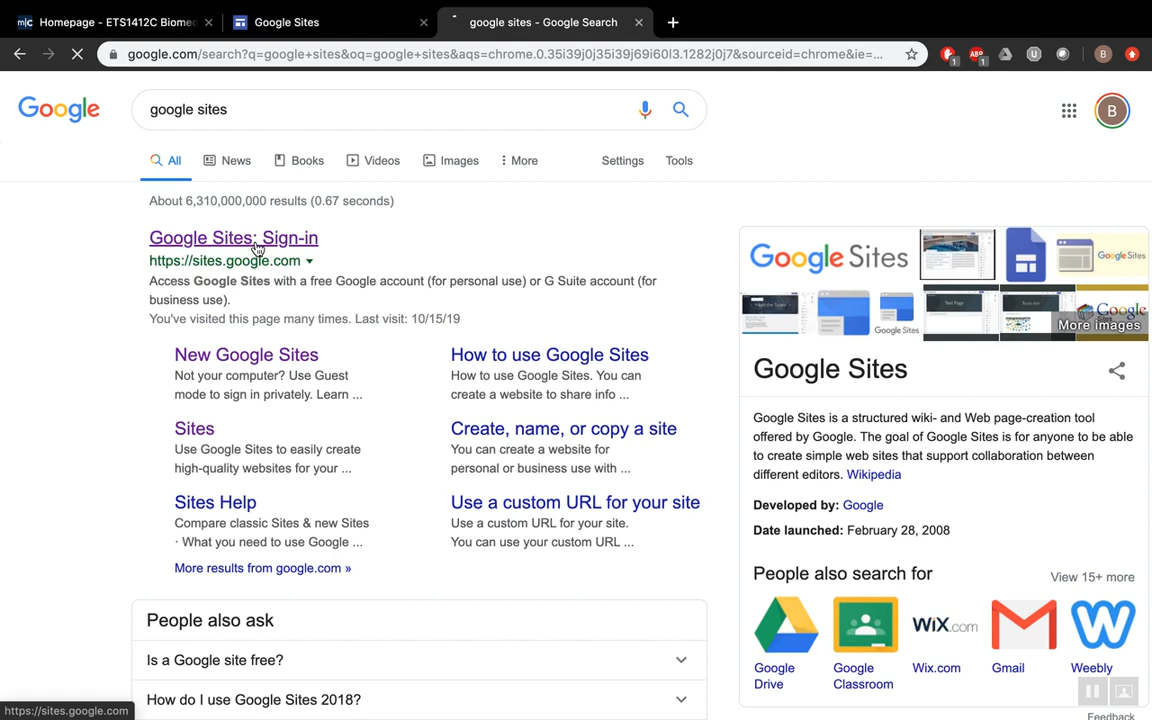 Homepage - ETS1412C Biomed
Google Sites
google sites - Google Search
google.com/search?q=google+sites&oq=google+sites&aqs=chrome.0.35i39j0j35i39j69i60l3.1282j0j7&sourceid=chrome&ie=...
1
ABP
1
U
B
Google
google sites
B
All
News
Books
Videos
Images
More
Settings
Tools
About 6,310,000,000 results (0.67 seconds)
Google Sites: Sign-in
https://sites.google.com
Access Google Sites with a free Google account (for personal use) or G Suite account (for
business use).
You've visited this page many times. Last visit: 10/15/19
New Google Sites
Not your computer? Use Guest
mode to sign in privately. Learn ...
How to use Google Sites
How to use Google Sites. You can
create a website to share info ...
Sites
Use Google Sites to easily create
high-quality websites for your ...
Create, name, or copy a site
You can create a website for
personal or business use with ...
Sites Help
Compare classic Sites & new Sites
· What you need to use Google ...
Use a custom URL for your site
Use a custom URL for your site.
You can use your custom URL ...
More results from google.com »
People also ask
Is a Google site free?
How do I use Google Sites 2018?
Google Sites
Google Sites
Google Sites
Google
More images
Google Sites
Google Sites is a structured wiki- and Web page-creation tool
offered by Google. The goal of Google Sites is for anyone to be able
to create simple web sites that support collaboration between
different editors. Wikipedia
Developed by: Google
Date launched: February 28, 2008
People also search for
View 15+ more
WiX.com
Google
Drive
Google
Classroom
Wix.com
Gmail
Weebly
Feedback
https://sites.google.com